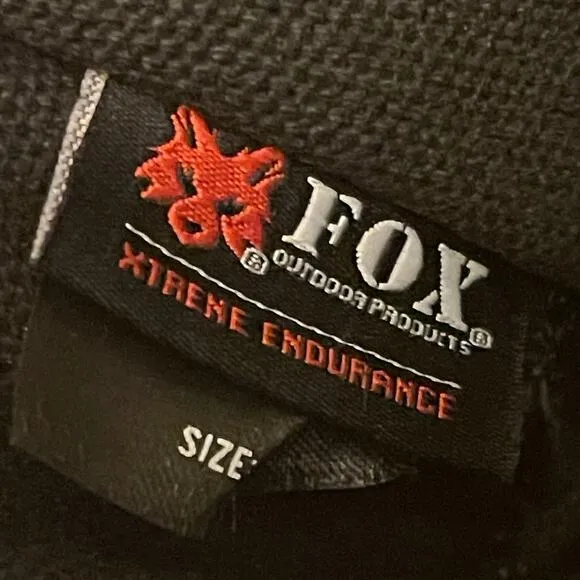 FOX®
® OUTDOOR PRODUCTS
XTREME ENDURANCE
SIZE: